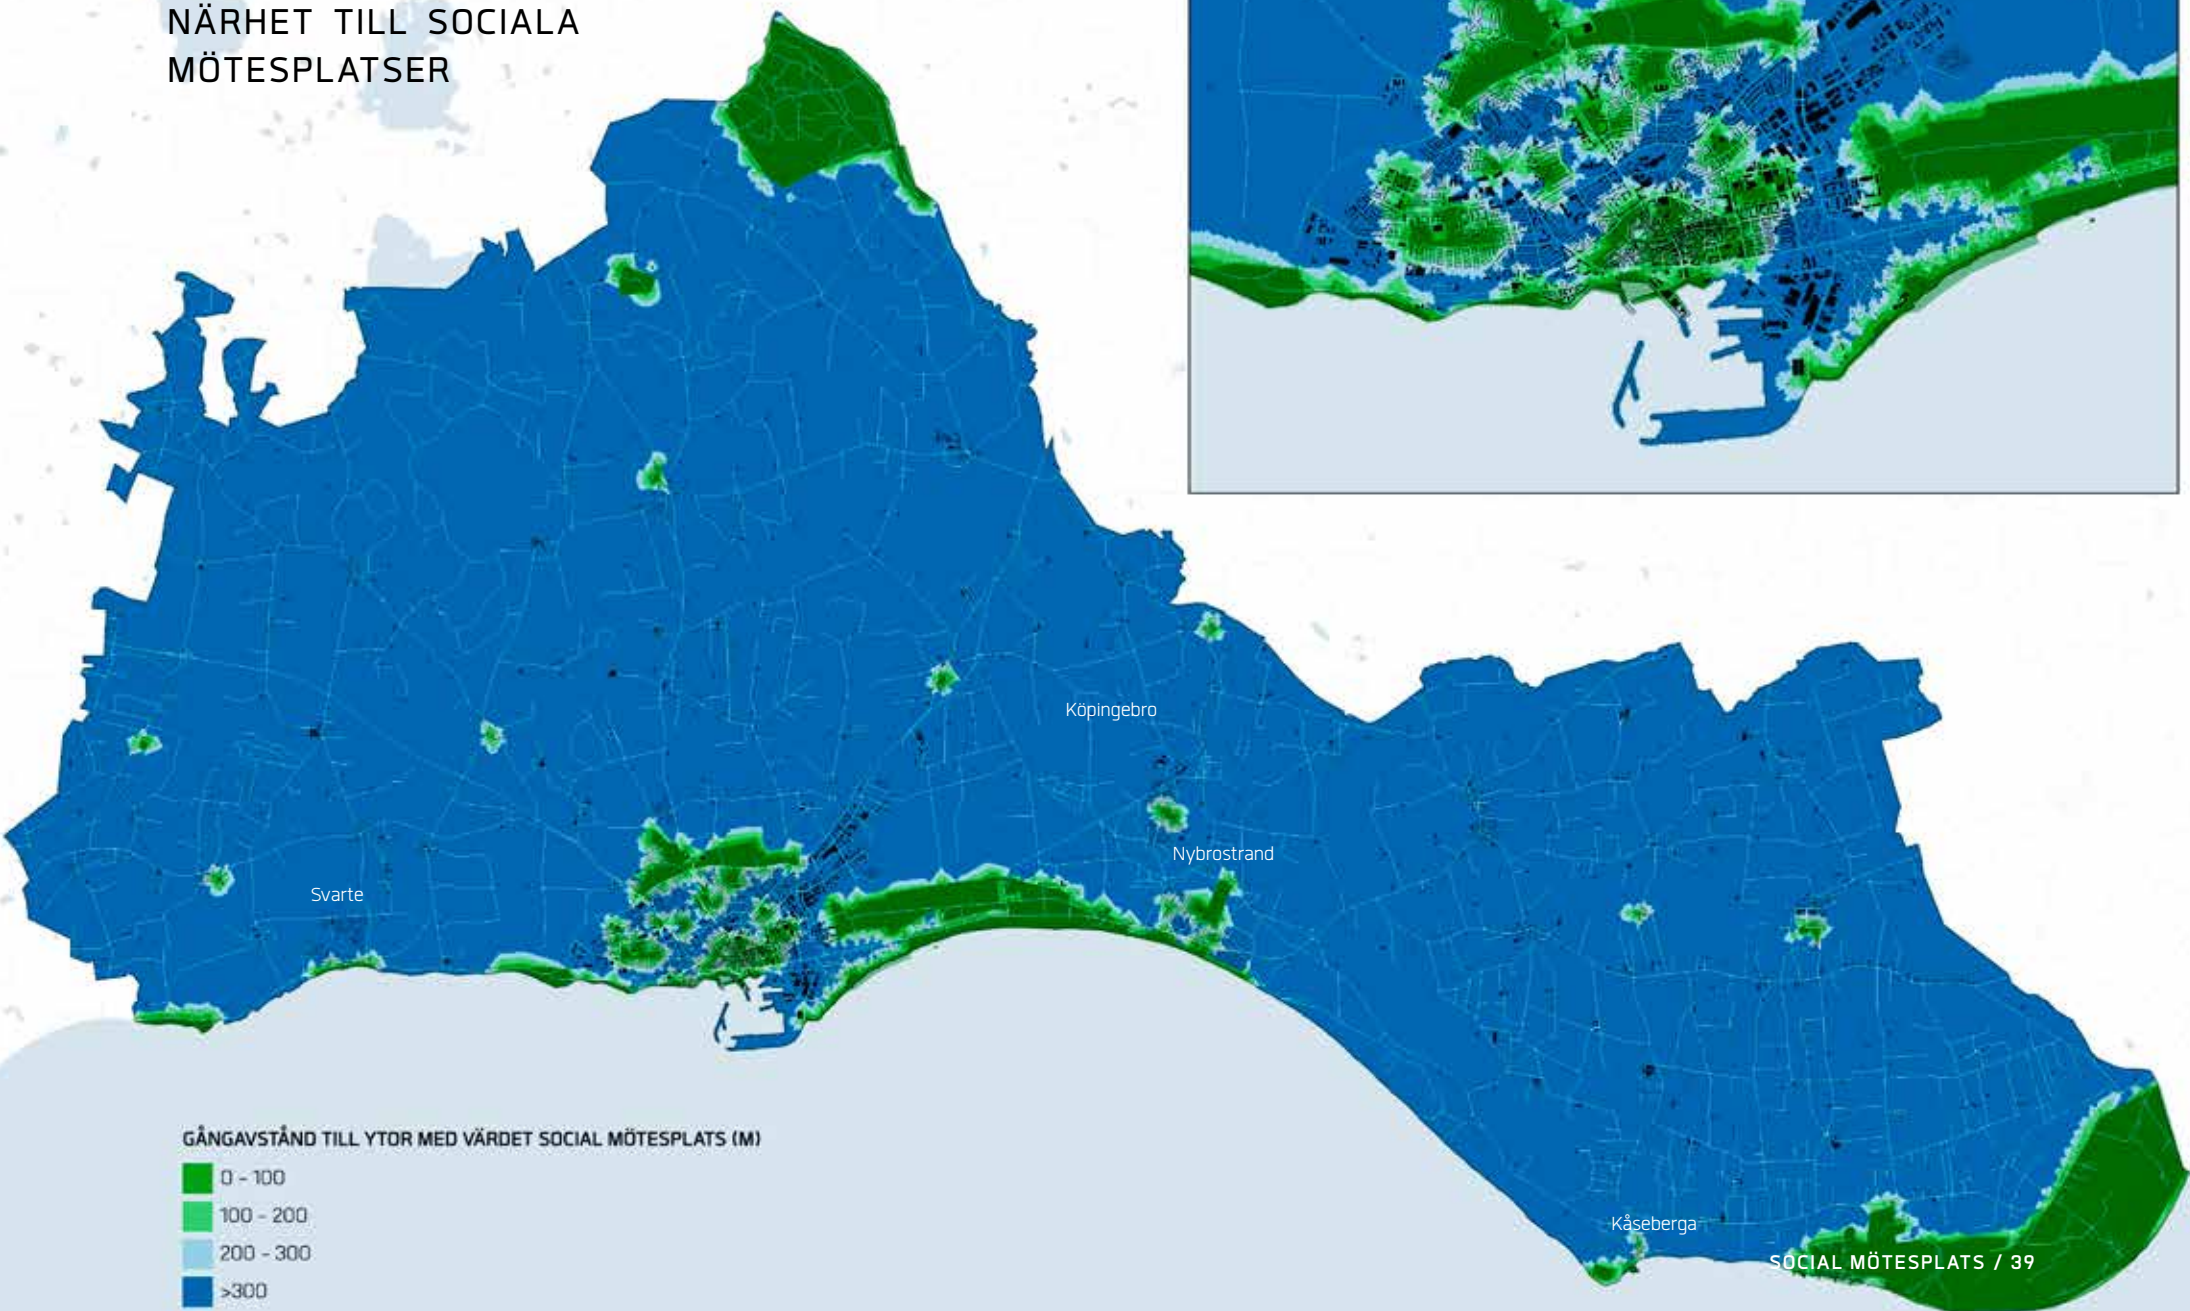 NÄRHET TILL SOCIALA
MÖTESPLATSER
Köpingebro
Nybrostrand
Svarte
GÅNGAVSTÅND TILL YTOR MED VÄRDET SOCIAL MÖTESPLATS (M)
0 - 100
100 - 200
200 - 300
>300
Kåseberga
SOCIAL MÖTESPLATS / 39